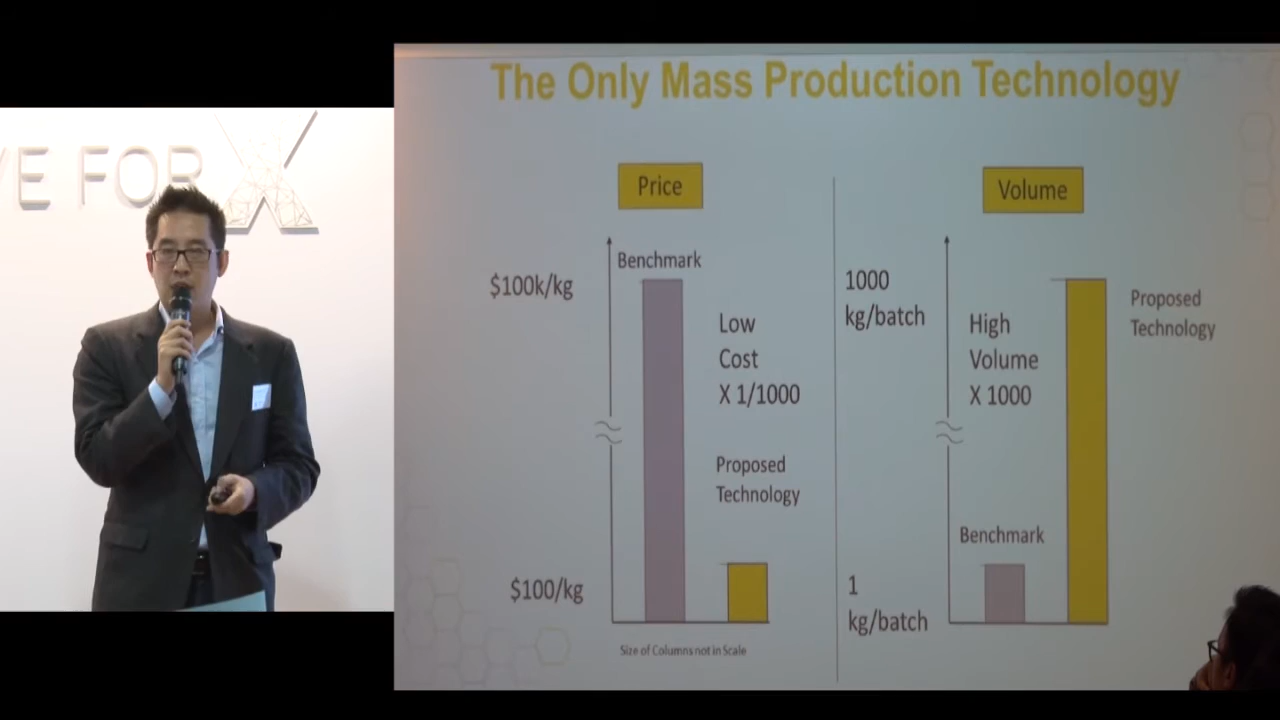 VE FOR X
The Only Mass Production Technology
Price
Benchmark
$100k/kg
Low
Cost
X 1/1000
Proposed
Technology
$100/kg
Size of Columns not in Scale
Volume
1000
kg/batch
High
Volume
X 1000
Proposed
Technology
Benchmark
1
kg/batch